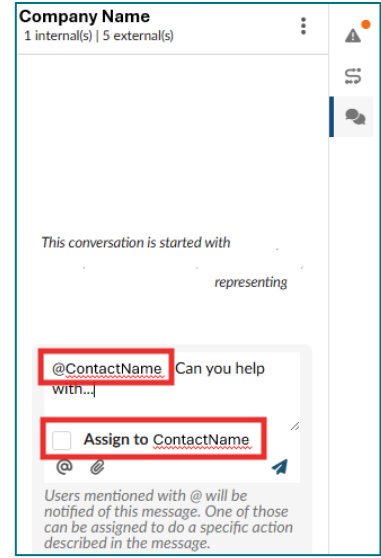 Company Name
1 internal(s) | 5 external(s)
This conversation is started with
representing
@ContactName Can you help
with...
Assign to ContactName
@
Users mentioned with @ will be
notified of this message. One of those
can be assigned to do a specific action
described in the message.